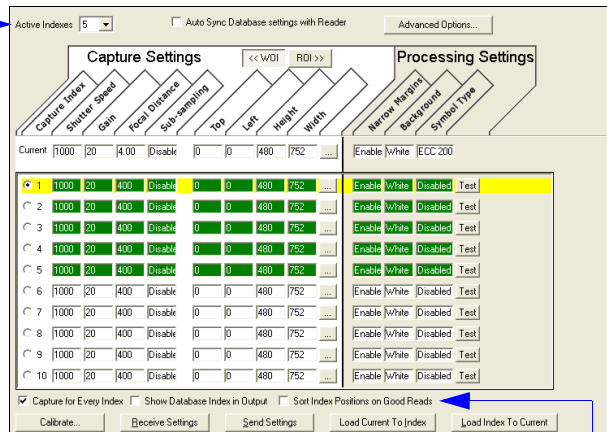 Active Indexes 5 Auto Sync Database settings with Reader Advanced Options...
Capture Settings << WOI ROI >> Processing Settings
Capture Index Shutter Speed Gain Focal Distance Sub-sampling Top Left Height Width Narrow Margins Background Symbol Type
Current 1000 20 4.00 Disable 0 0 480 752 ... Enable White ECC 200
1 1000 20 400 Disable 0 0 480 752 ... Enable White Disabled Test
2 1000 20 400 Disable 0 0 480 752 ... Enable White Disabled Test
3 1000 20 400 Disable 0 0 480 752 ... Enable White Disabled Test
4 1000 20 400 Disable 0 0 480 752 ... Enable White Disabled Test
5 1000 20 400 Disable 0 0 480 752 ... Enable White Disabled Test
6 1000 20 400 Disable 0 0 480 752 ... Enable White Disabled Test
7 1000 20 400 Disable 0 0 480 752 ... Enable White Disabled Test
8 1000 20 400 Disable 0 0 480 752 ... Enable White Disabled Test
9 1000 20 400 Disable 0 0 480 752 ... Enable White Disabled Test
10 1000 20 400 Disable 0 0 480 752 ... Enable White Disabled Test
Capture for Every Index Show Database Index in Output Sort Index Positions on Good Reads
Calibrate... Receive Settings Send Settings Load Current To Index Load Index To Current